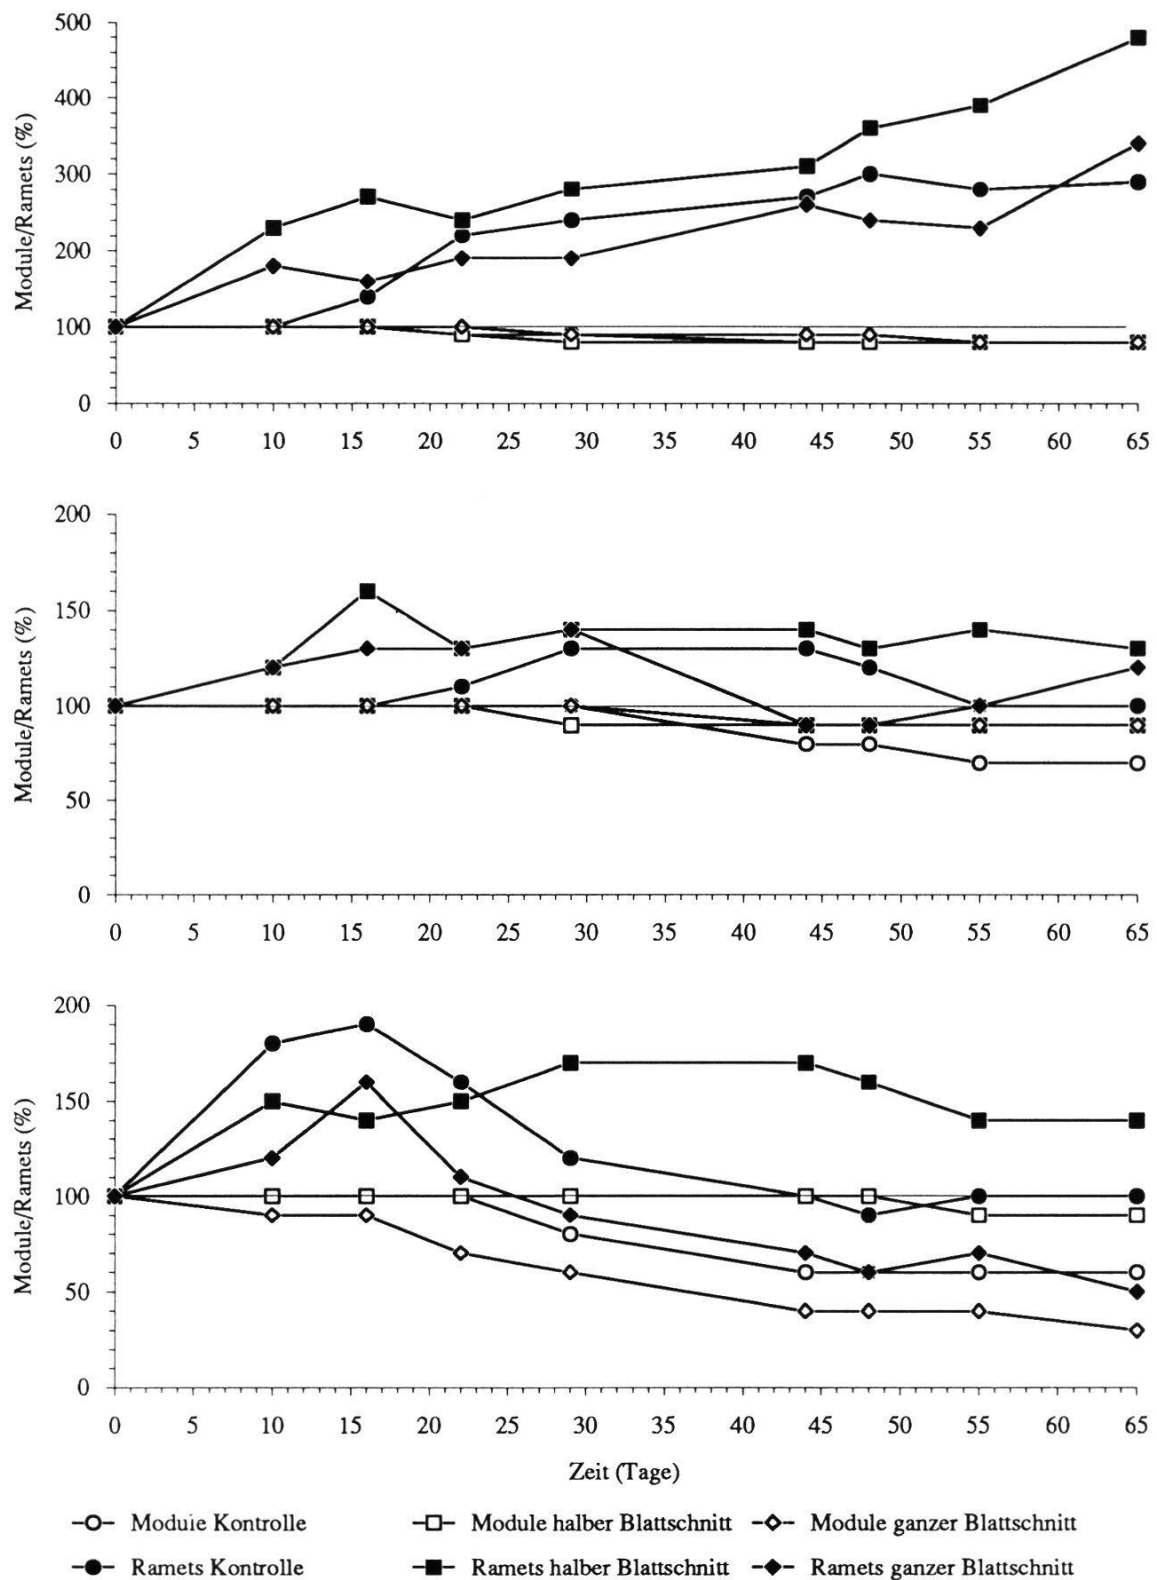 500
400
300
200
100
0
Module/Ramets (%)
0 5 10 15 20 25 30 35 40 45 50 55 60 65
200
150
100
50
0
Module/Ramets (%)
0 5 10 15 20 25 30 35 40 45 50 55 60 65
200
150
100
50
0
Module/Ramets (%)
0 5 10 15 20 25 30 35 40 45 50 55 60 65
Zeit (Tage)
Module Kontrolle Module halber Blattschnitt Module ganzer Blattschnitt
Ramets Kontrolle Ramets halber Blattschnitt Ramets ganzer Blattschnitt